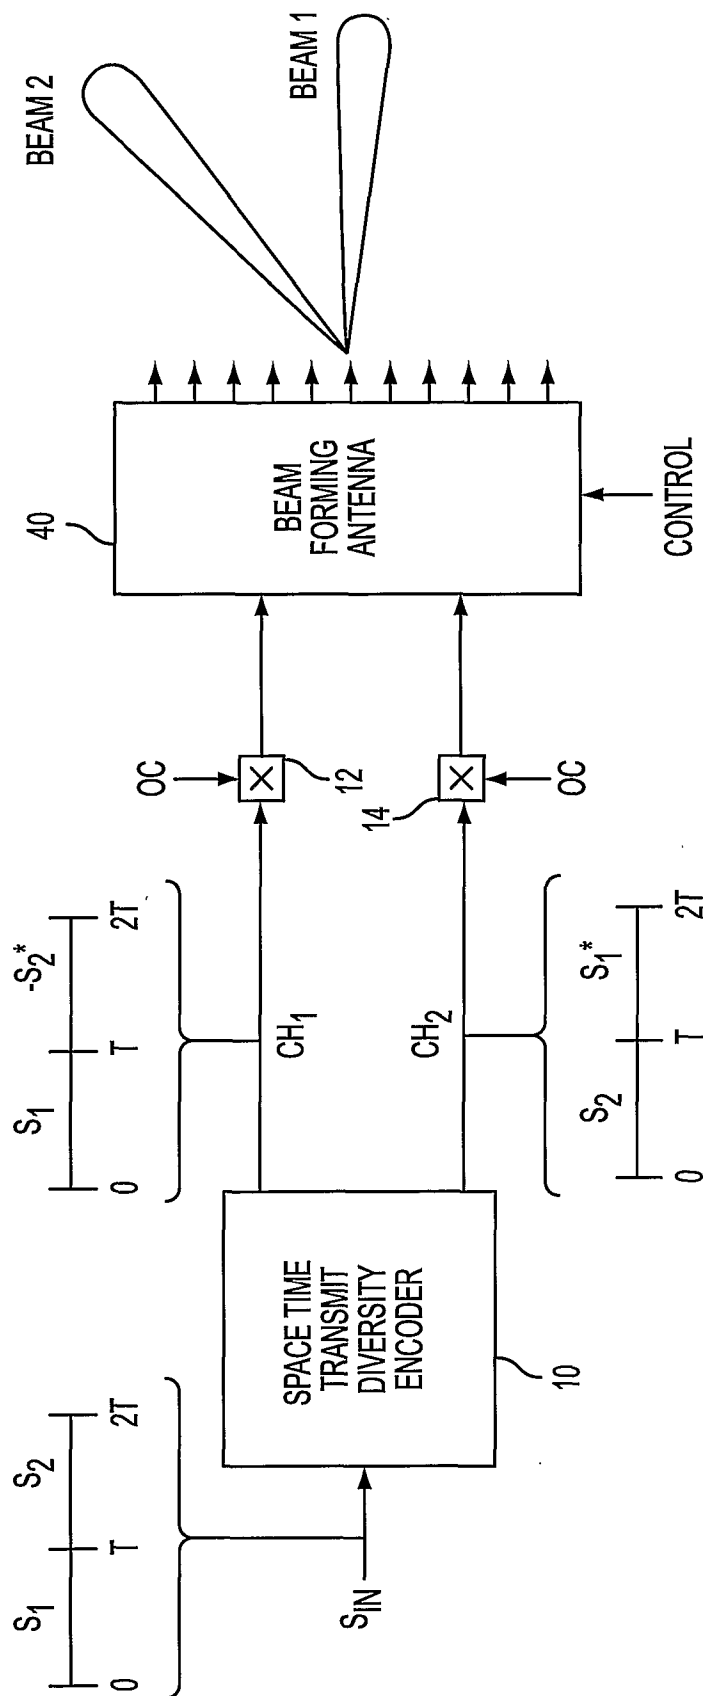 S1 S2
0 T 2T
SIN
SPACE TIME
TRANSMIT
DIVERSITY
ENCODER
10
S1 -S2*
0 T 2T
CH1
CH2
S2 S1*
0 T 2T
OC
12
14
OC
40
BEAM
FORMING
ANTENNA
CONTROL
BEAM 2
BEAM 1